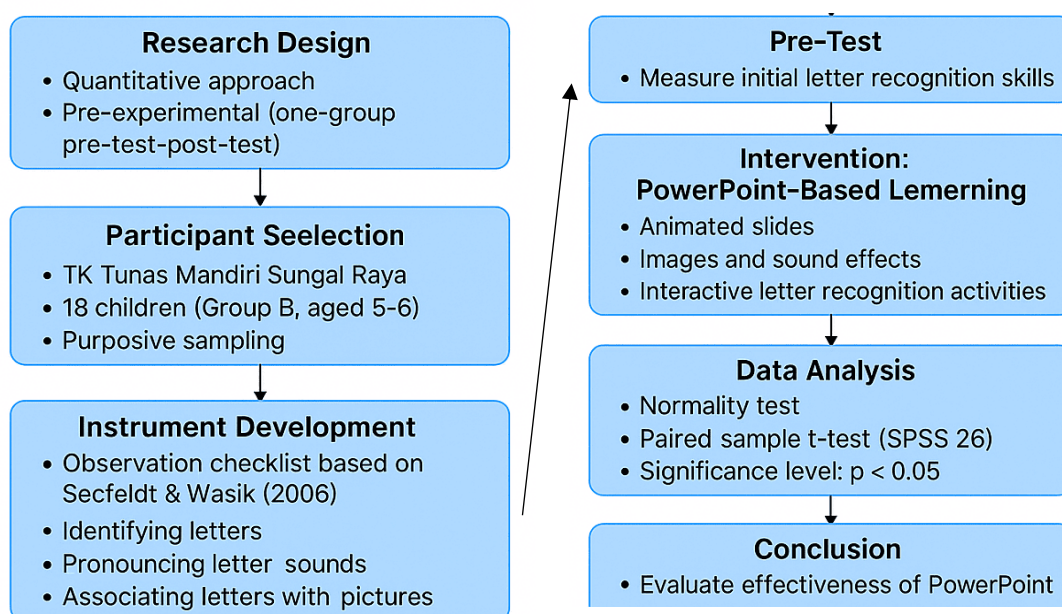 Research Design
• Quantitative approach
• Pre-experimental (one-group
pre-test-post-test)
Participant Seelection
• TK Tunas Mandiri Sungal Raya
• 18 children (Group B, aged 5-6)
• Purposive sampling
Instrument Development
• Observation checklist based on
Secfeldt & Wasik (2006)
• Identifying letters
• Pronouncing letter sounds
• Associating letters with pictures
Pre-Test
• Measure initial letter recognition skills
Intervention:
PowerPoint-Based Lemerning
• Animated slides
• Images and sound effects
• Interactive letter recognition activities
Data Analysis
• Normality test
• Paired sample t-test (SPSS 26)
• Significance level: p < 0.05
Conclusion
• Evaluate effectiveness of PowerPoint